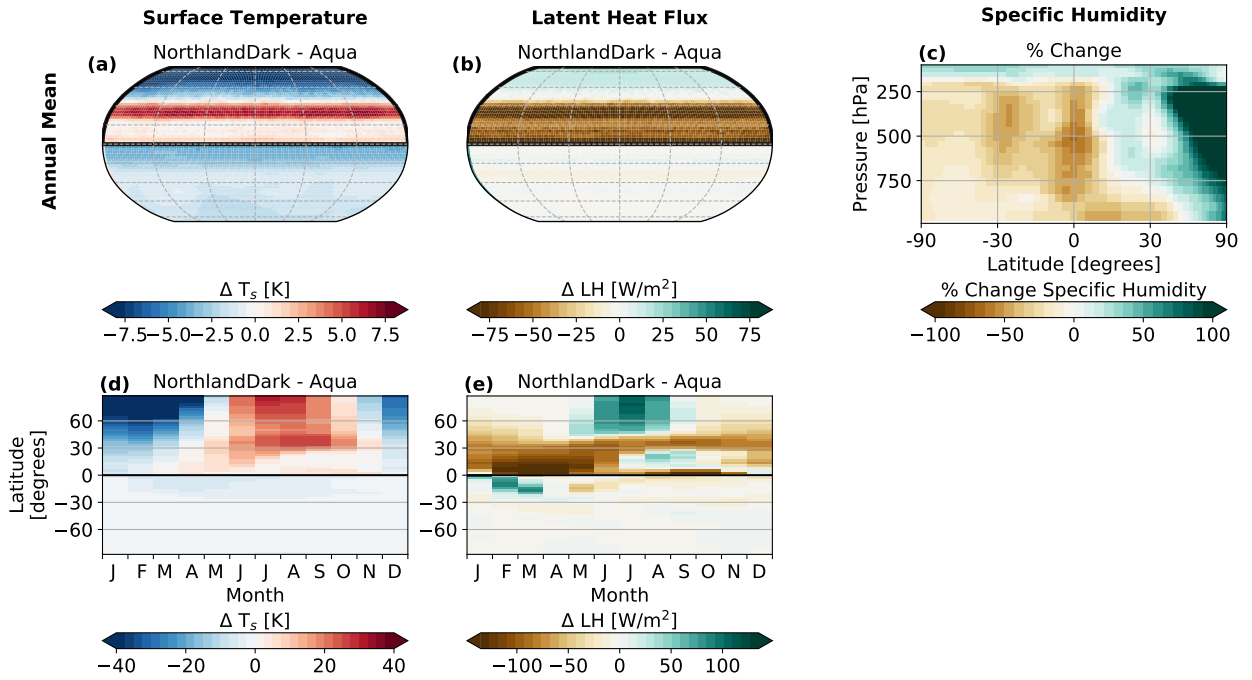 Surface Temperature
Latent Heat Flux
Specific Humidity
Annual Mean
(a)
NorthlandDark - Aqua
(b)
NorthlandDark - Aqua
(c)
% Change
Pressure [hPa]
250
500
750
-90 -30 0 30 90
Latitude [degrees]
Δ Tₛ [K]
−7.5 −5.0 −2.5 0.0 2.5 5.0 7.5
Δ LH [W/m²]
−75 −50 −25 0 25 50 75
% Change Specific Humidity
−100 −50 0 50 100
(d)
NorthlandDark - Aqua
Latitude
[degrees]
60
30
0
−30
−60
J F M A M J J A S O N D
Month
Δ Tₛ [K]
−40 −20 0 20 40
(e)
NorthlandDark - Aqua
60
30
0
−30
−60
J F M A M J J A S O N D
Month
Δ LH [W/m²]
−100 −50 0 50 100